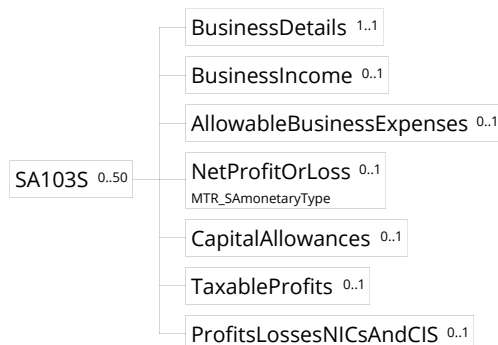 BusinessDetails 1..1
BusinessIncome 0..1
AllowableBusinessExpenses 0..1
SA103S 0..50
NetProfitOrLoss 0..1
MTR_SAmonetaryType
CapitalAllowances 0..1
TaxableProfits 0..1
ProfitsLossesNICsAndCIS 0..1